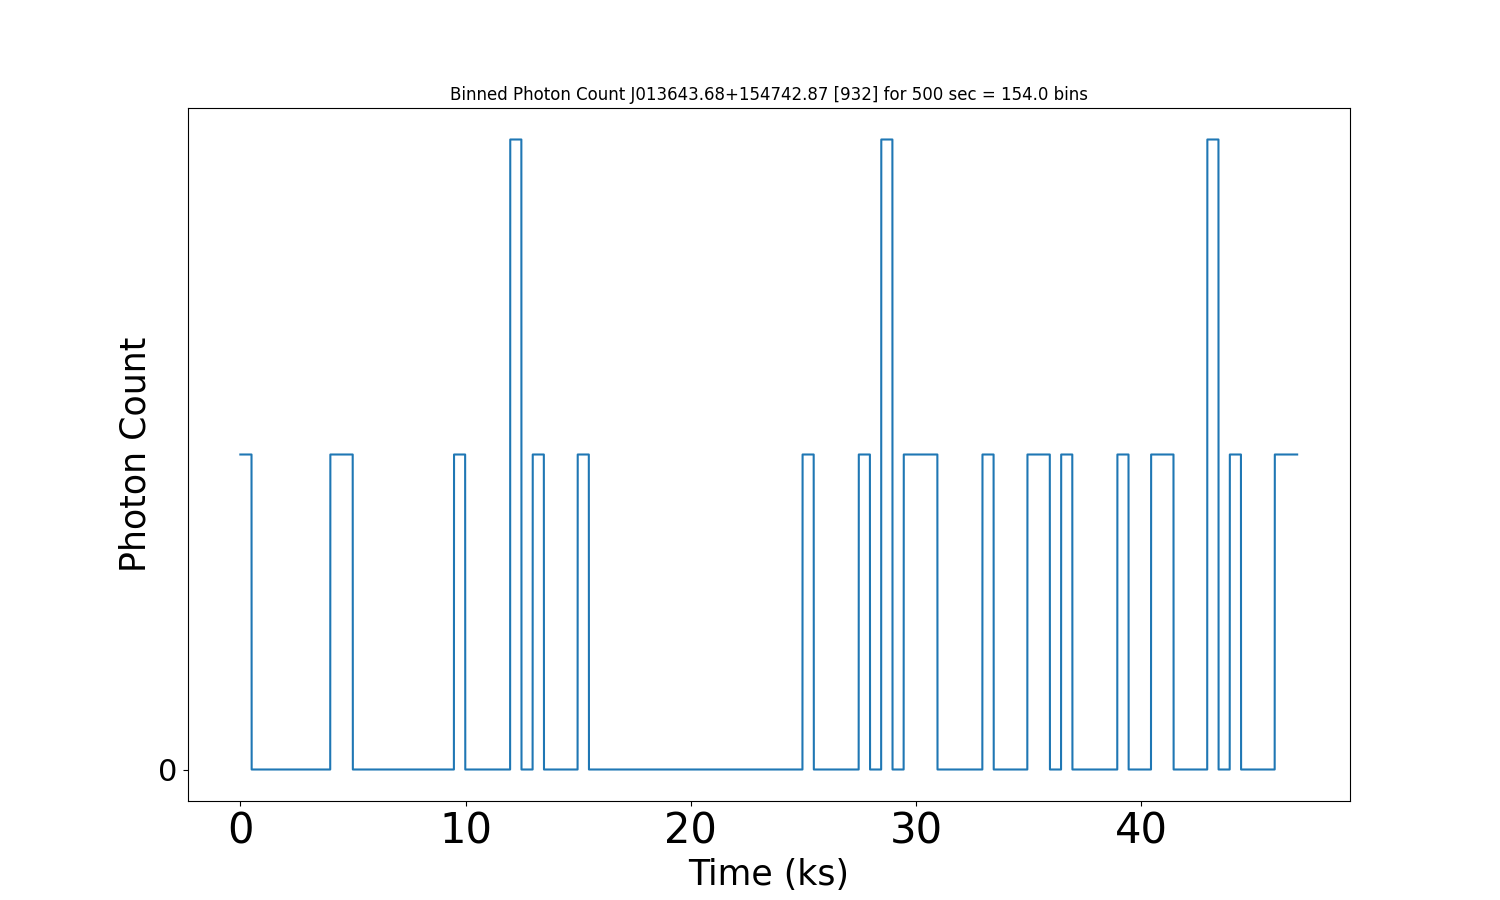 Binned Photon Count J013643.68+154742.87 [932] for 500 sec = 154.0 bins
Photon Count
0
0 10 20 30 40
Time (ks)